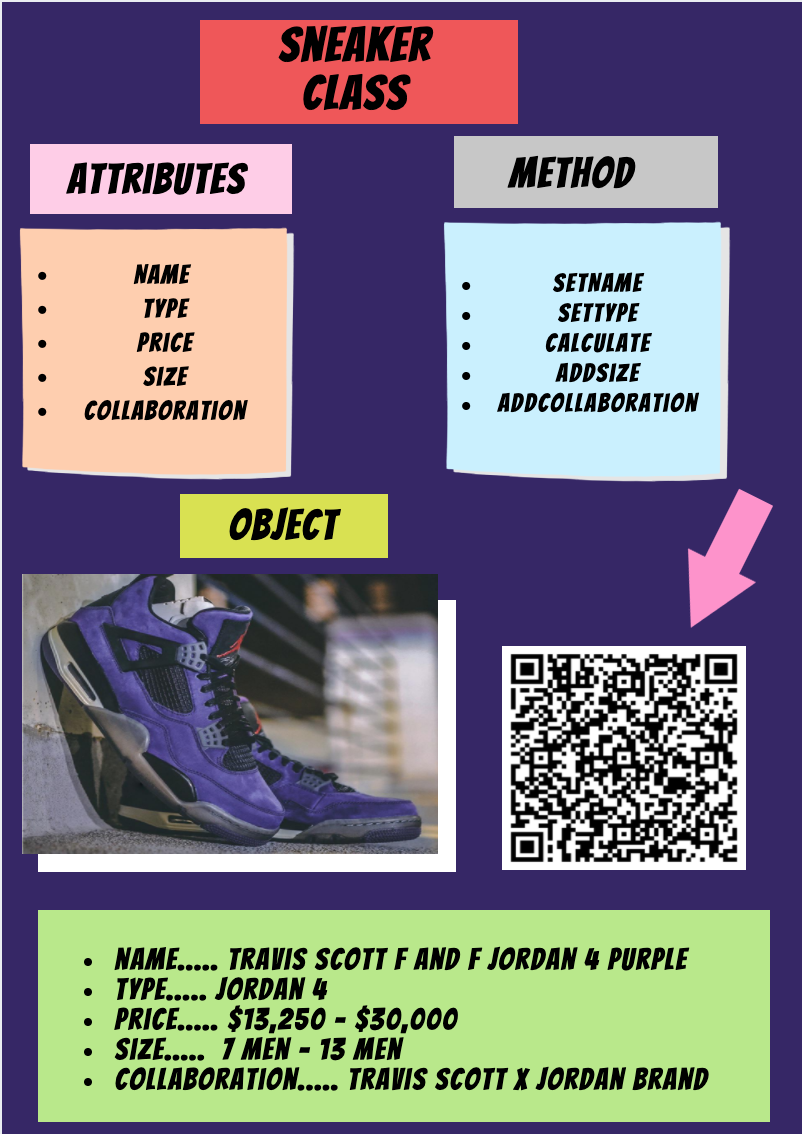 SNEAKER
CLASS
ATTRIBUTES
METHOD
• NAME
• TYPE
• PRICE
• SIZE
• COLLABORATION
• SETNAME
• SETTYPE
• CALCULATE
• ADDSIZE
• ADDCOLLABORATION
OBJECT
• NAME..... TRAVIS SCOTT F AND F JORDAN 4 PURPLE
• TYPE..... JORDAN 4
• PRICE..... $13,250 - $30,000
• SIZE..... 7 MEN - 13 MEN
• COLLABORATION..... TRAVIS SCOTT X JORDAN BRAND